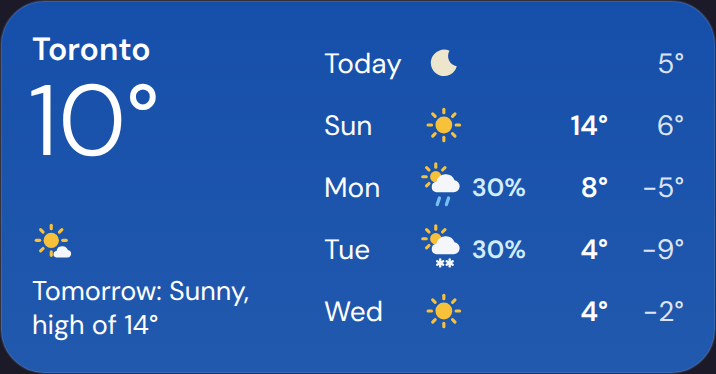 Toronto
10°
Tomorrow: Sunny,
high of 14°
Today 5°
Sun 14° 6°
Mon 30% 8° -5°
Tue 30% 4° -9°
Wed 4° -2°